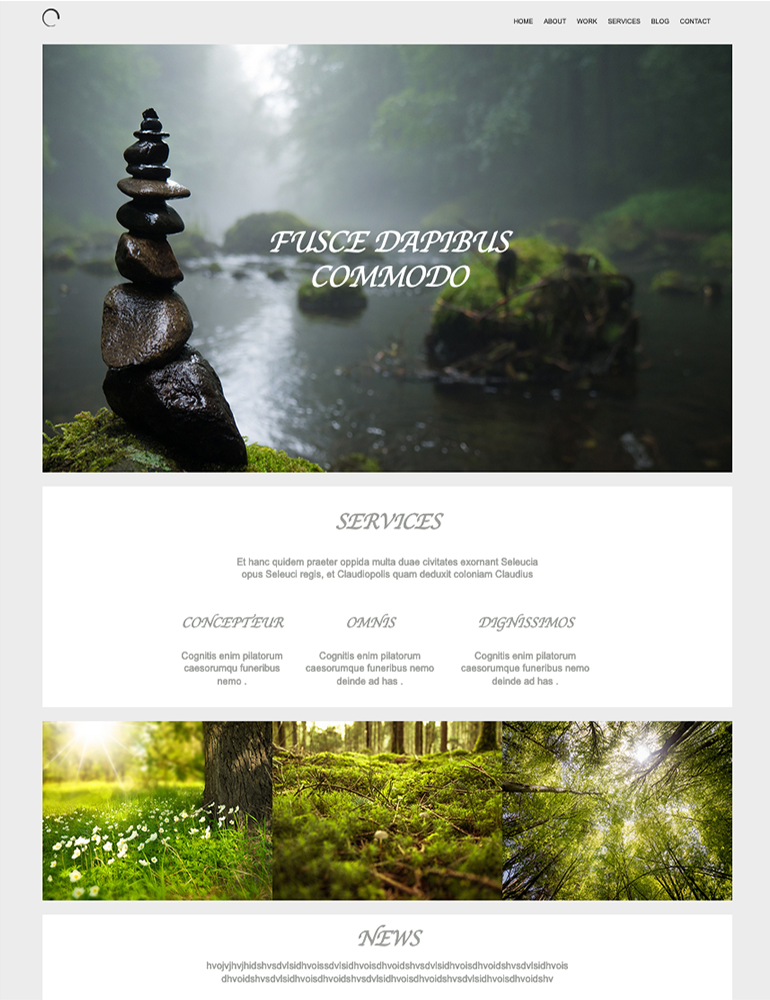 HOME ABOUT WORK SERVICES BLOG CONTACT
FUSCE DAPIBUS
COMMODO
SERVICES
Et hanc quidem praeter oppida multa duae civitates exornant Seleucia
opus Seleuci regis, et Claudiopolis quam deduxit coloniam Claudius
CONCEPTEUR OMNIS DIGNISSIMOS
Cognitis enim pilatorum Cognitis enim pilatorum Cognitis enim pilatorum
caesorumqu funeribus caesorumque funeribus nemo caesorumque funeribus nemo
nemo . deinde ad has . deinde ad has .
NEWS
hvojvjhvjhidshvsdvlsidhvoissdvlsidhvoisdhvoidshvsdvlsidhvoisdhvoidshvsdvlsidhvois
dhvoidshvsdvlsidhvoisdhvoidshvsdvlsidhvoisdhvoidshvsdvlsidhvoisdhvoidshv